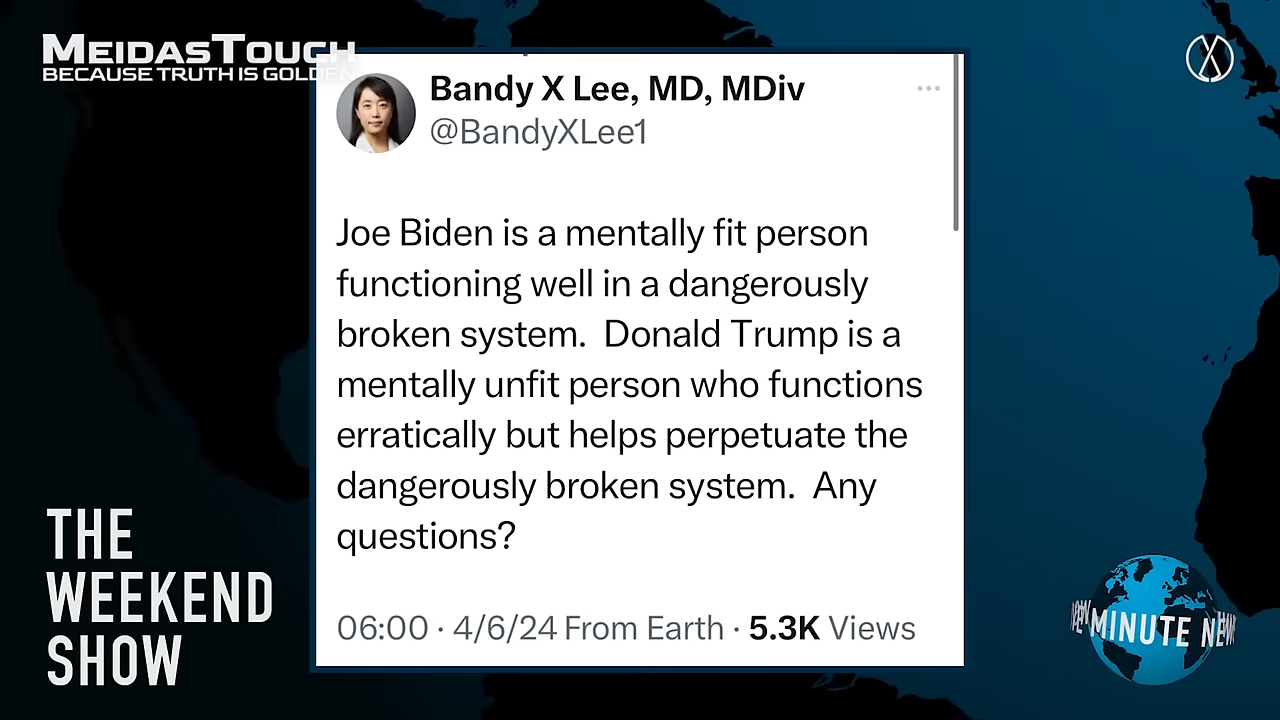 MEIDASTOUCH
BECAUSE TRUTH IS GOLDEN
Bandy X Lee, MD, MDiv
@BandyXLee1
Joe Biden is a mentally fit person
functioning well in a dangerously
broken system. Donald Trump is a
mentally unfit person who functions
erratically but helps perpetuate the
dangerously broken system. Any
questions?
06:00 · 4/6/24 From Earth · 5.3K Views
THE
WEEKEND
SHOW
MINUTE NEWS